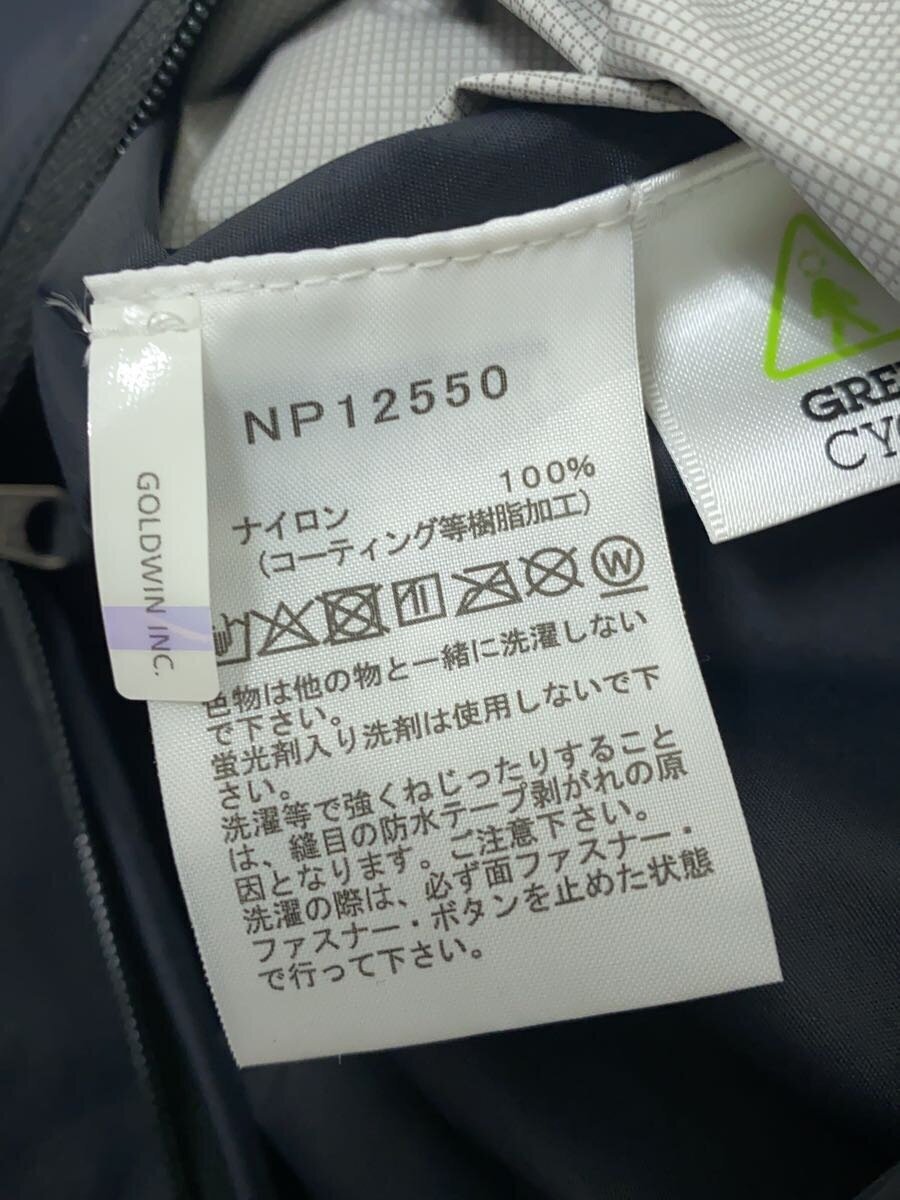 NP12550
ナイロン 100%
(コーティング等樹脂加工)
W
色物は他の物と一緒に洗濯しない
で下さい。
蛍光剤入り洗剤は使用しないで下
さい。
洗濯等で強くねじったりすること
は、縫目の防水テープ剥がれの原
因となります。ご注意下さい。
洗濯の際は、必ず面ファスナー・
ファスナー・ボタンを止めた状態
で行って下さい。
GOLDWIN INC.